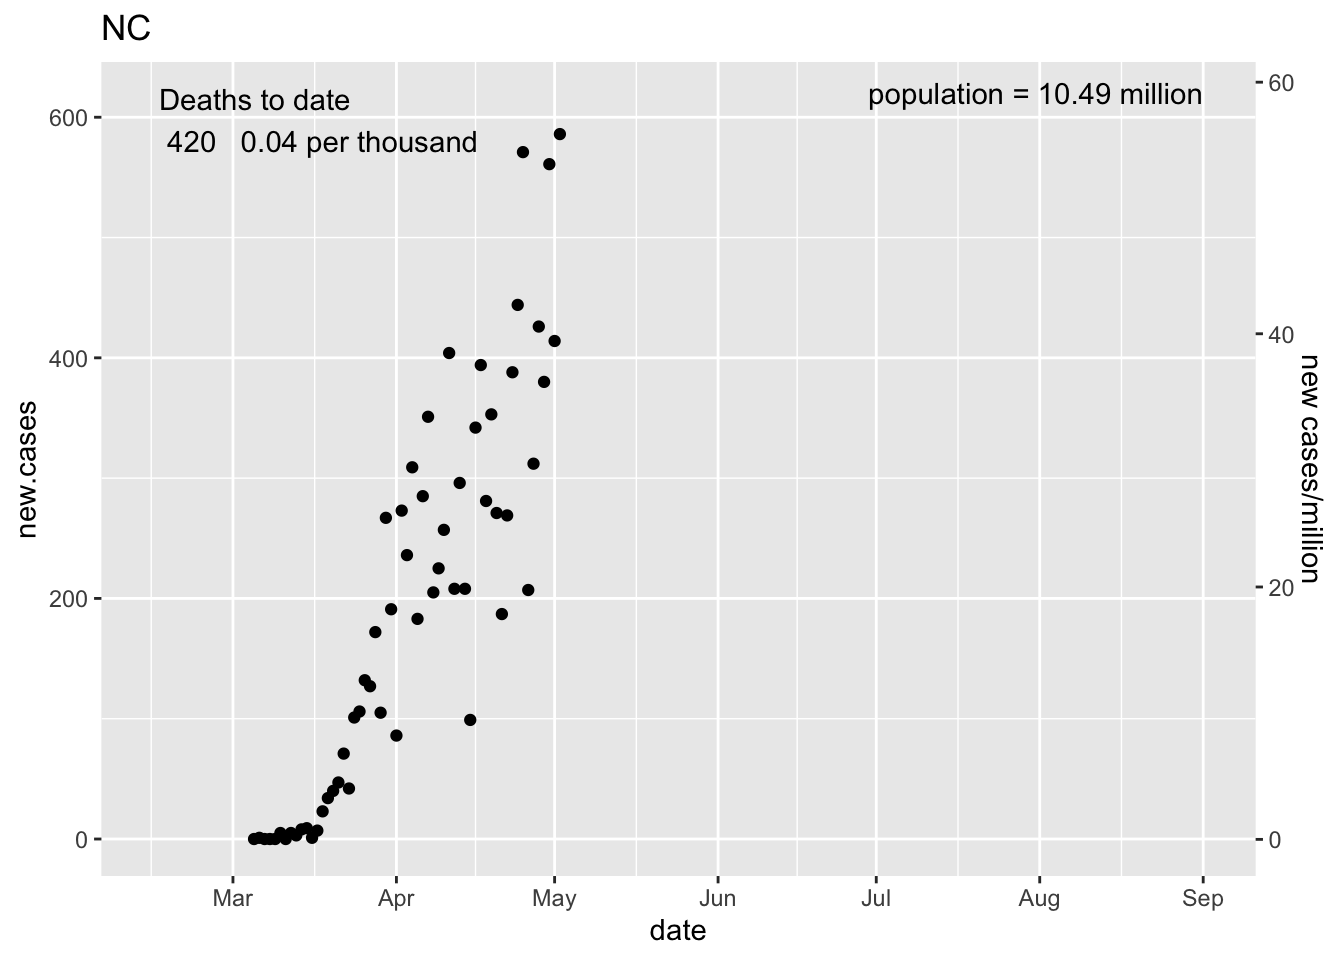 NC
Deaths to date
420 0.04 per thousand
population = 10.49 million
600
400
200
0
new.cases
60
40
20
0
new cases/million
Mar Apr May Jun Jul Aug Sep
date